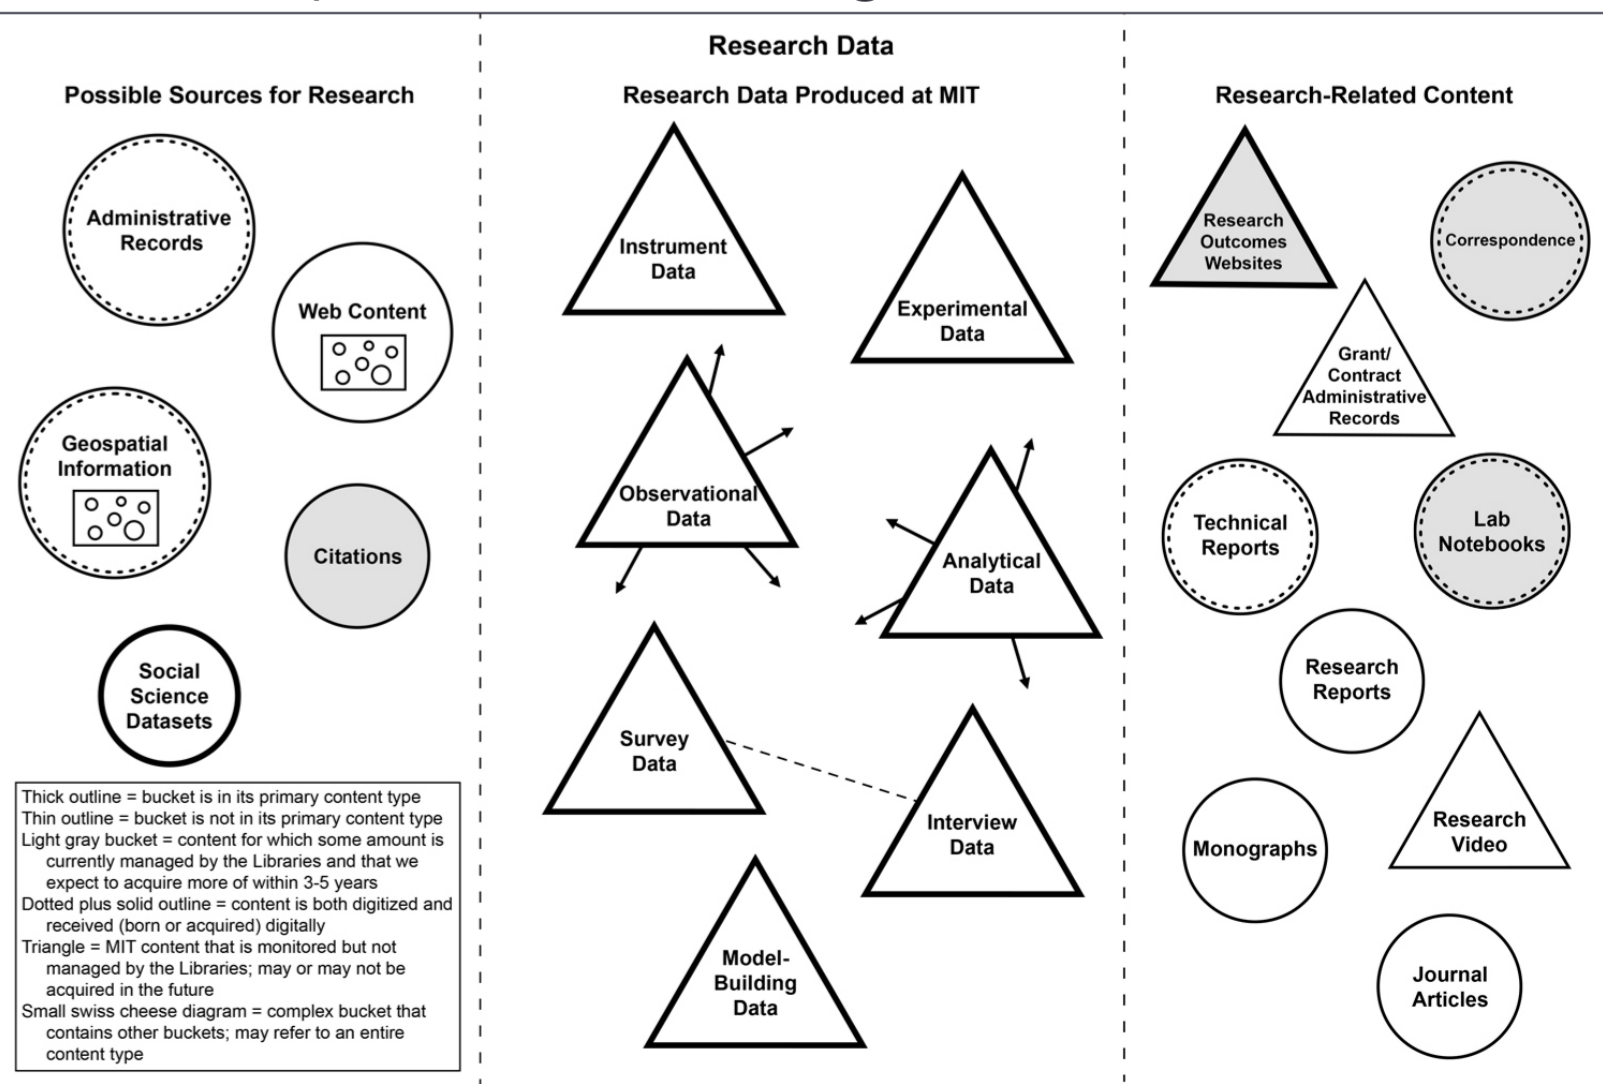 Research Data
Possible Sources for Research
Research Data Produced at MIT
Research-Related Content
Administrative
Records
Web Content
Geospatial
Information
Citations
Social
Science
Datasets
Thick outline = bucket is in its primary content type
Thin outline = bucket is not in its primary content type
Light gray bucket = content for which some amount is
currently managed by the Libraries and that we
expect to acquire more of within 3-5 years
Dotted plus solid outline = content is both digitized and
received (born or acquired) digitally
Triangle = MIT content that is monitored but not
managed by the Libraries; may or may not be
acquired in the future
Small swiss cheese diagram = complex bucket that
contains other buckets; may refer to an entire
content type
Instrument
Data
Experimental
Data
Observational
Data
Analytical
Data
Survey
Data
Interview
Data
Model-
Building
Data
Research
Outcomes
Websites
Correspondence
Grant/
Contract
Administrative
Records
Technical
Reports
Lab
Notebooks
Research
Reports
Monographs
Research
Video
Journal
Articles